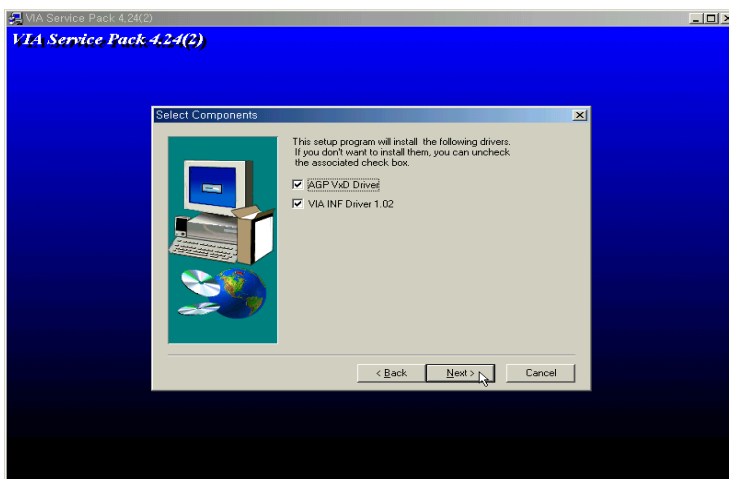 VIA Service Pack 4,24(2)
VIA Service Pack 4.24(2)
Select Components
This setup program will install the following drivers.
If you don't want to install them, you can uncheck
the associated check box.
AGP VxD Driver
VIA INF Driver 1.02
< Back Next > Cancel